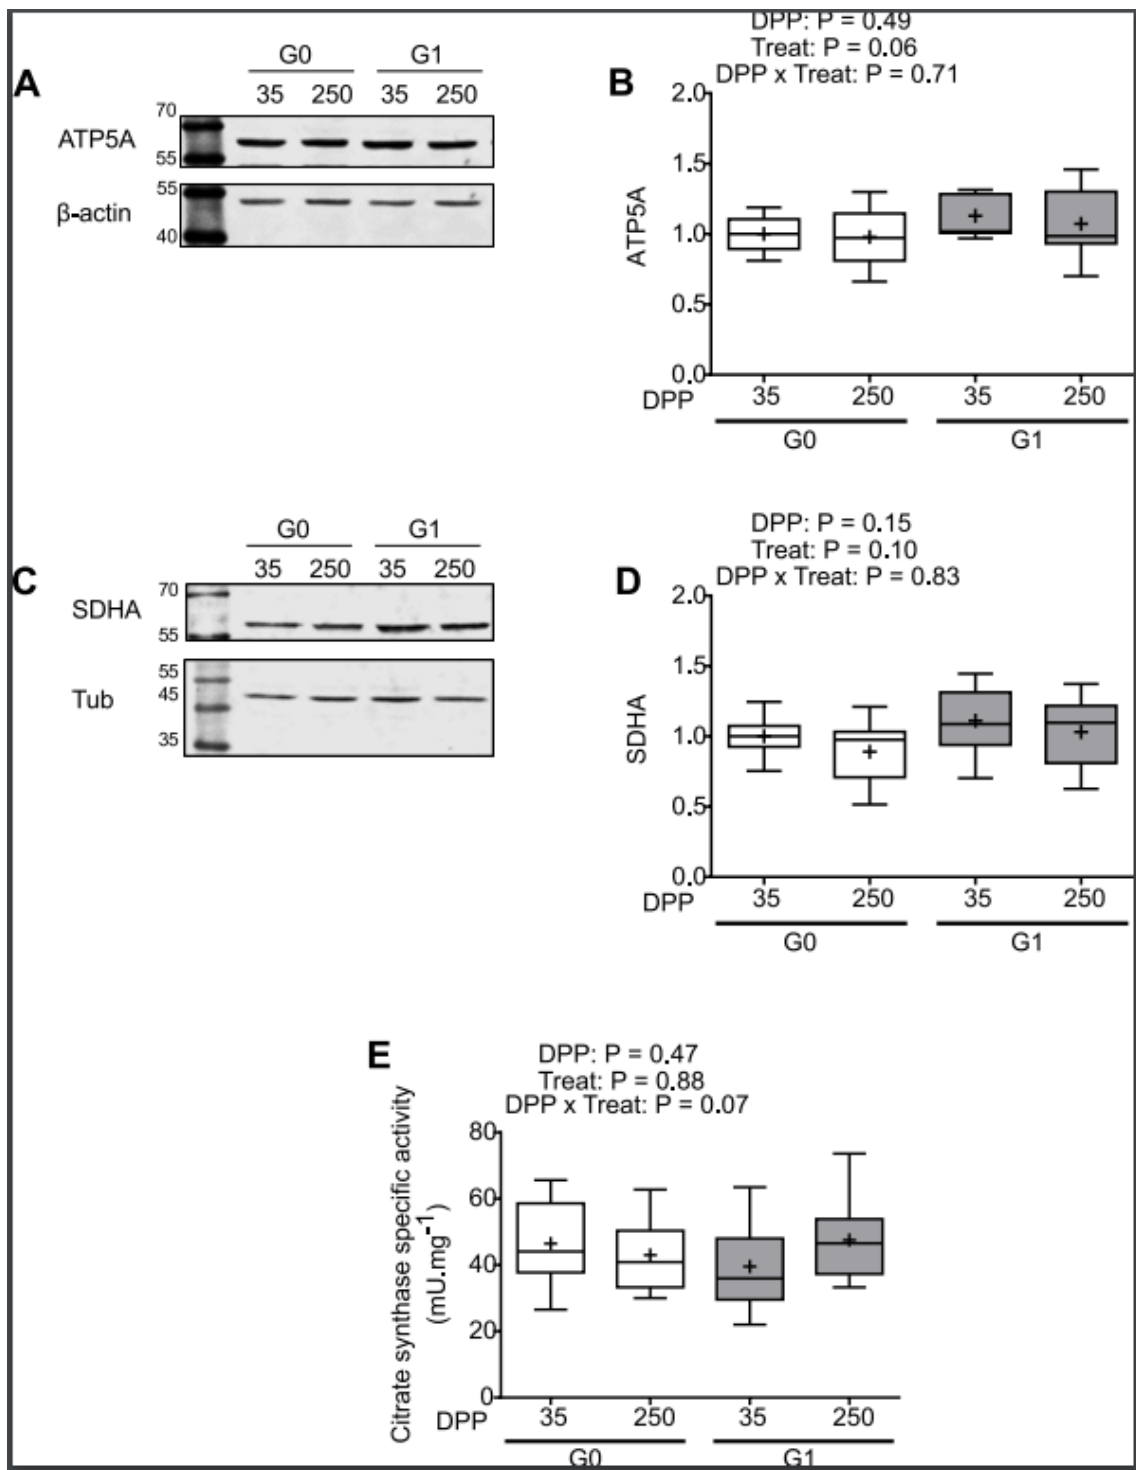 A
G0 G1
35 250 35 250
ATP5A
70
55
β-actin
55
40
B
DPP: P = 0.49
Treat: P = 0.06
DPP x Treat: P = 0.71
ATP5A
2.0
1.5
1.0
0.5
0.0
DPP 35 250 35 250
G0 G1
C
G0 G1
35 250 35 250
SDHA
70
55
Tub
55
45
35
D
DPP: P = 0.15
Treat: P = 0.10
DPP x Treat: P = 0.83
SDHA
2.0
1.5
1.0
0.5
0.0
DPP 35 250 35 250
G0 G1
E
DPP: P = 0.47
Treat: P = 0.88
DPP x Treat: P = 0.07
Citrate synthase specific activity
(mU.mg⁻¹)
80
60
40
20
0
DPP 35 250 35 250
G0 G1